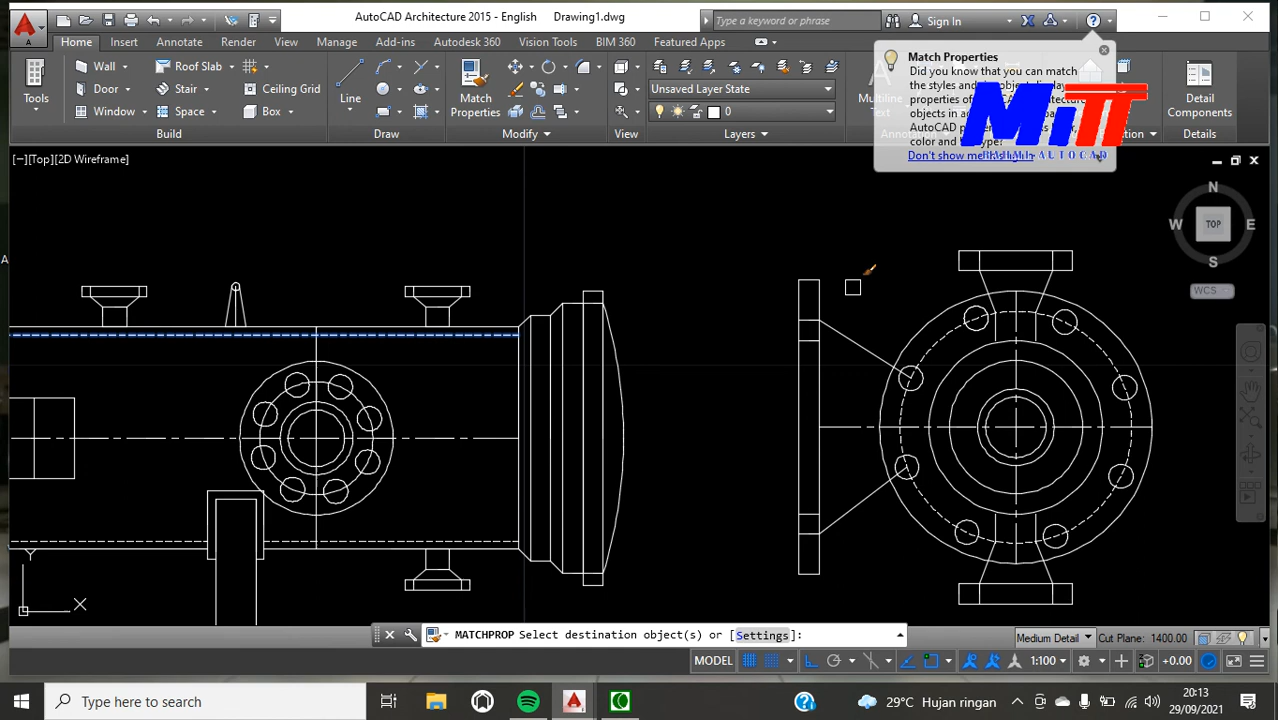 AutoCAD Architecture 2015 - English Drawing1.dwg
Type a keyword or phrase
Sign In
A
Home Insert Annotate Render View Manage Add-ins Autodesk 360 Vision Tools BIM 360 Featured Apps
Tools
Wall
Door
Window
Roof Slab
Stair
Space
Ceiling Grid
Box
Build
Line
Draw
Match
Properties
Modify
View
Unsaved Layer State
0
Layers
Multiline
Text
Detail
Components
Details
Match Properties
Did you know that you can match
the styles and
properties of
objects in
AutoCAD
color and
Don't show me
MiTT
AUTOCAD
[−][Top][2D Wireframe]
N
W TOP E
S
WCS
Y
X
MATCHPROP Select destination object(s) or [Settings]:
Medium Detail Cut Plane: 1400.00
MODEL
1:100
+0.00
Type here to search
29°C Hujan ringan
20:13
29/09/2021